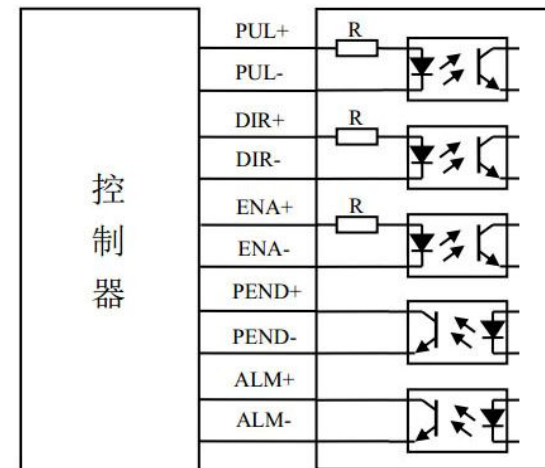 PUL+
R
PUL-
DIR+
R
DIR-
控制器
ENA+
R
ENA-
PEND+
PEND-
ALM+
ALM-